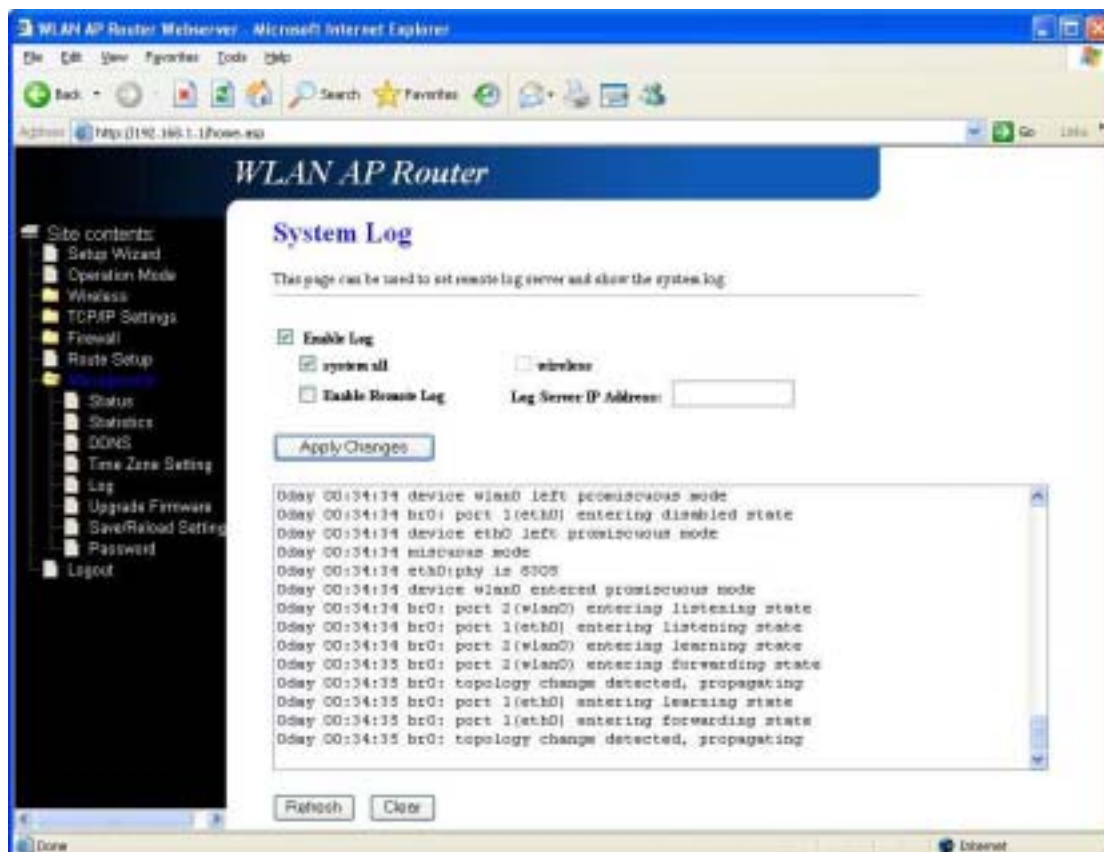 WLAN AP Router Webserver - Microsoft Internet Explorer
File Edit View Favorites Tools Help
Back Search Favorites
Address http://192.168.1.1/home.asp Go Links
WLAN AP Router
Site contents:
Setup Wizard
Operation Mode
Wireless
TCP/IP Settings
Firewall
Route Setup
Management
Status
Statistics
DDNS
Time Zone Setting
Log
Upgrade Firmware
Save/Reload Setting
Password
Logout
System Log
This page can be used to set remote log server and show the system log.
Enable Log
system all wireless
Enable Remote Log Log Server IP Address:
Apply Changes
0day 00:34:34 device wlan0 left promiscuous mode
0day 00:34:34 br0: port 1(eth0) entering disabled state
0day 00:34:34 device eth0 left promiscuous mode
0day 00:34:34 miscuous mode
0day 00:34:34 eth0:phy is 8305
0day 00:34:34 device wlan0 entered promiscuous mode
0day 00:34:34 br0: port 2(wlan0) entering listening state
0day 00:34:34 br0: port 1(eth0) entering listening state
0day 00:34:34 br0: port 2(wlan0) entering learning state
0day 00:34:35 br0: port 2(wlan0) entering forwarding state
0day 00:34:35 br0: topology change detected, propagating
0day 00:34:35 br0: port 1(eth0) entering learning state
0day 00:34:35 br0: port 1(eth0) entering forwarding state
0day 00:34:35 br0: topology change detected, propagating
Refresh Clear
Done Internet